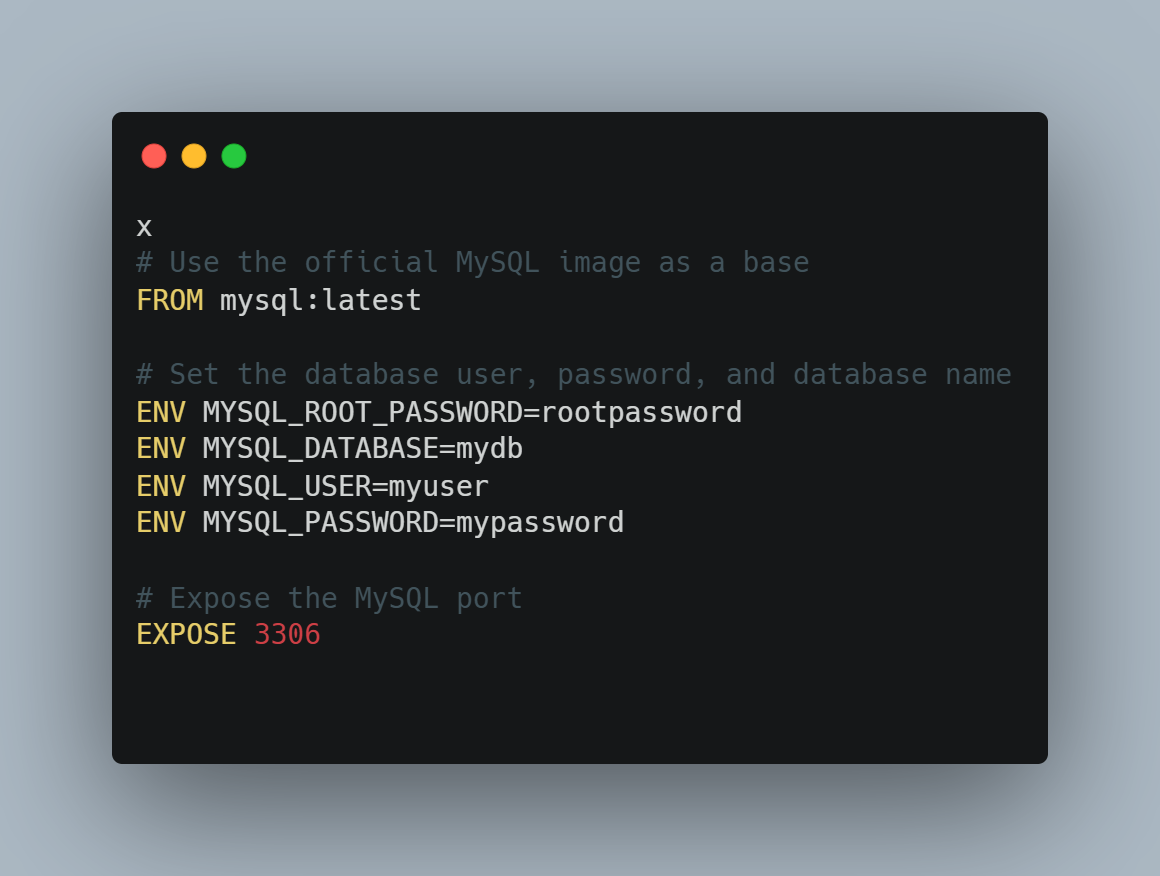 x
# Use the official MySQL image as a base
FROM mysql:latest
# Set the database user, password, and database name
ENV MYSQL_ROOT_PASSWORD=rootpassword
ENV MYSQL_DATABASE=mydb
ENV MYSQL_USER=myuser
ENV MYSQL_PASSWORD=mypassword
# Expose the MySQL port
EXPOSE 3306